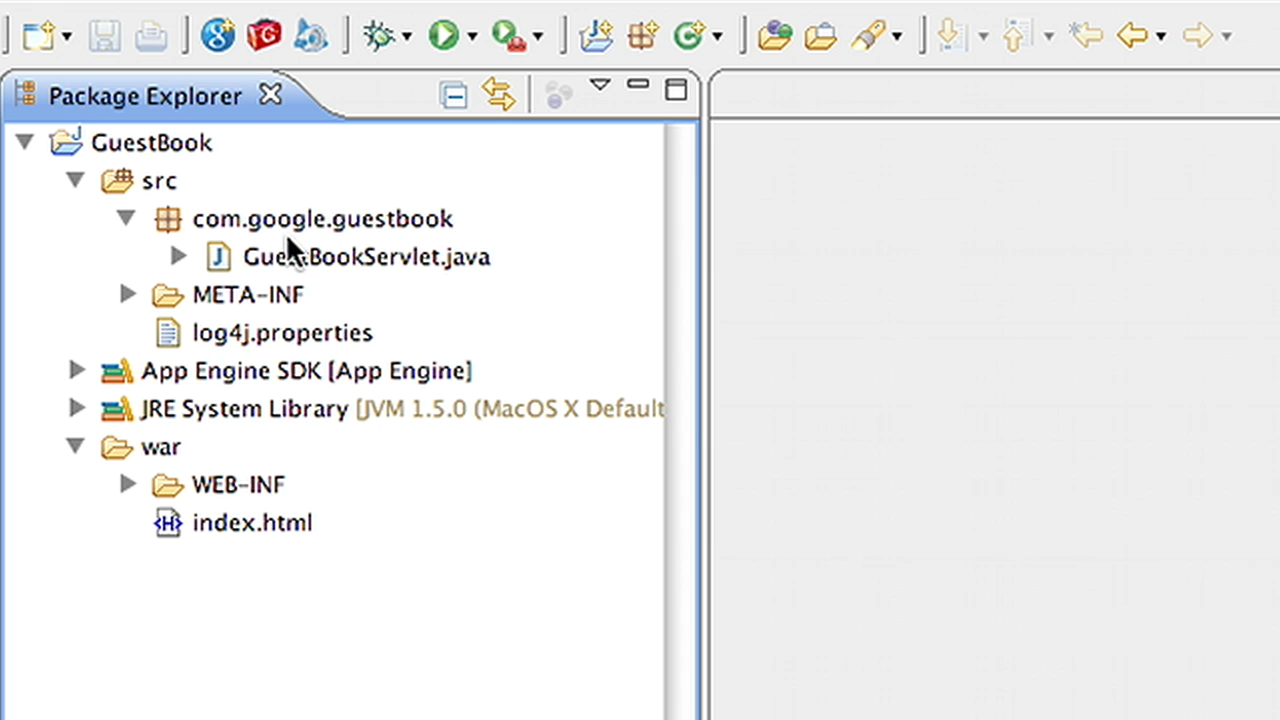 Package Explorer
GuestBook
src
com.google.guestbook
GuestBookServlet.java
META-INF
log4j.properties
App Engine SDK [App Engine]
JRE System Library [JVM 1.5.0 (MacOS X Default
war
WEB-INF
index.html